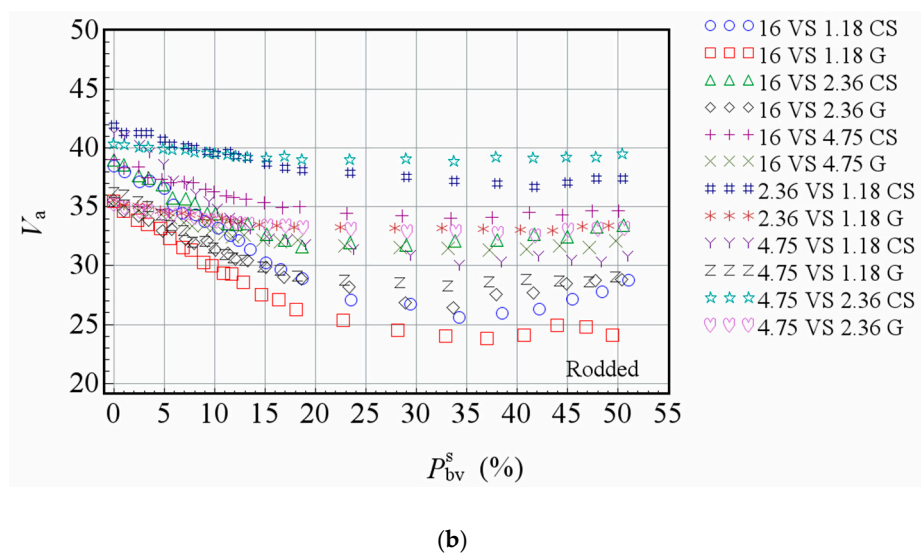 50
45
40
35
30
25
20
V_a
0 5 10 15 20 25 30 35 40 45 50 55
P_bv^s (%)
Rodded
16 VS 1.18 CS
16 VS 1.18 G
16 VS 2.36 CS
16 VS 2.36 G
16 VS 4.75 CS
16 VS 4.75 G
2.36 VS 1.18 CS
2.36 VS 1.18 G
4.75 VS 1.18 CS
4.75 VS 1.18 G
4.75 VS 2.36 CS
4.75 VS 2.36 G
(b)